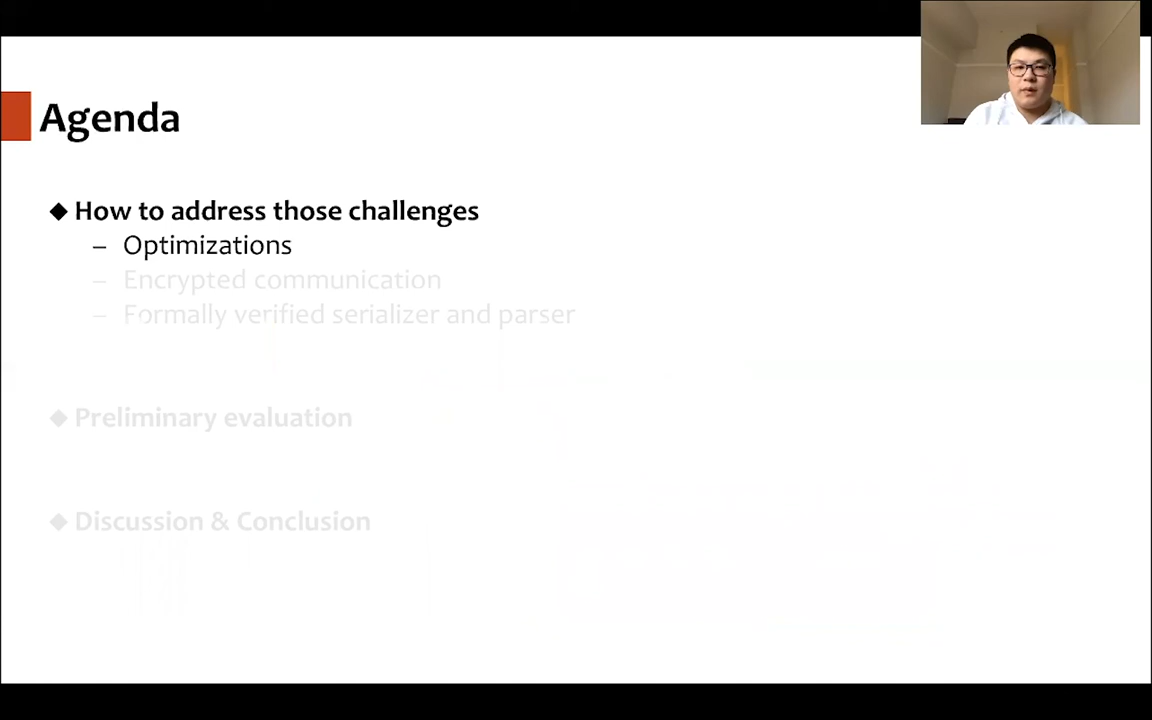 Agenda
◆ How to address those challenges
– Optimizations
– Encrypted communication
– Formally verified serializer and parser
◆ Preliminary evaluation
◆ Discussion & Conclusion